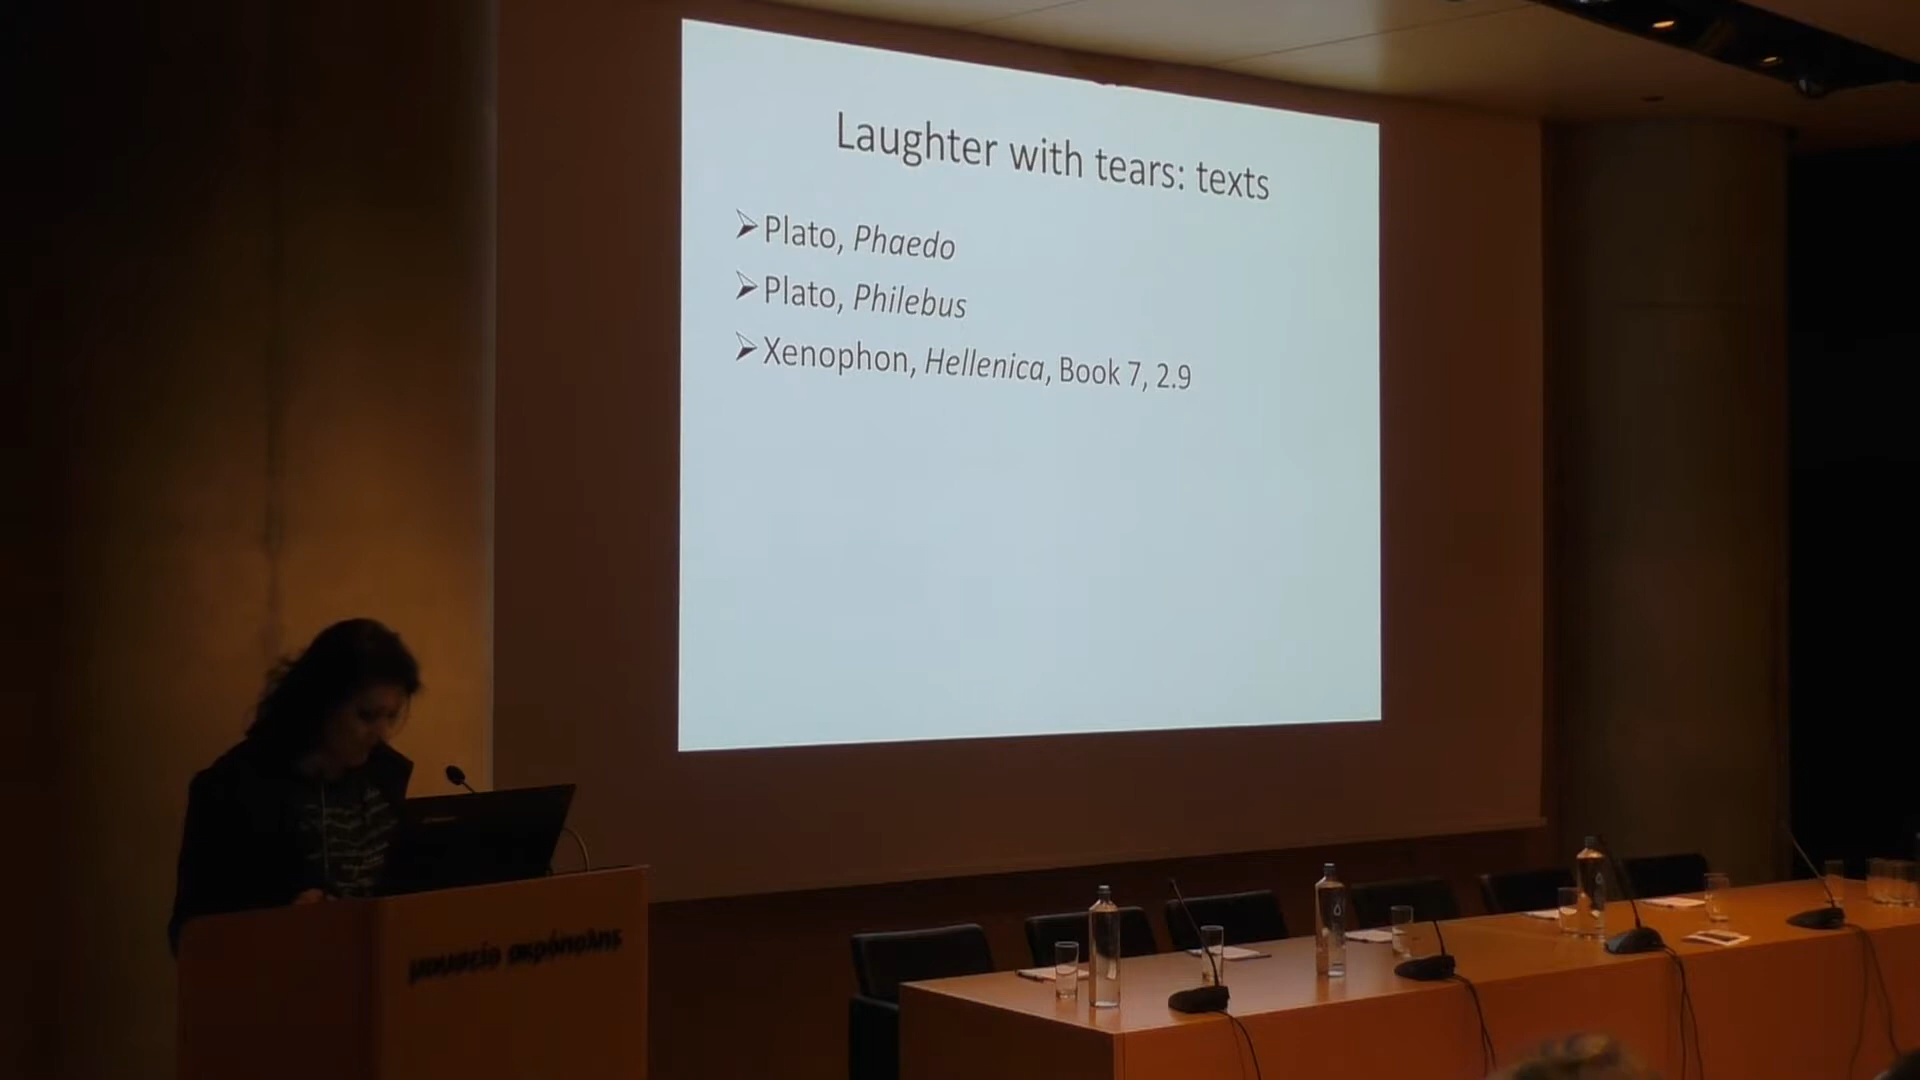 Laughter with tears: texts
➢Plato, Phaedo
➢Plato, Philebus
➢Xenophon, Hellenica, Book 7, 2.9
μουσείο ακρόπολης